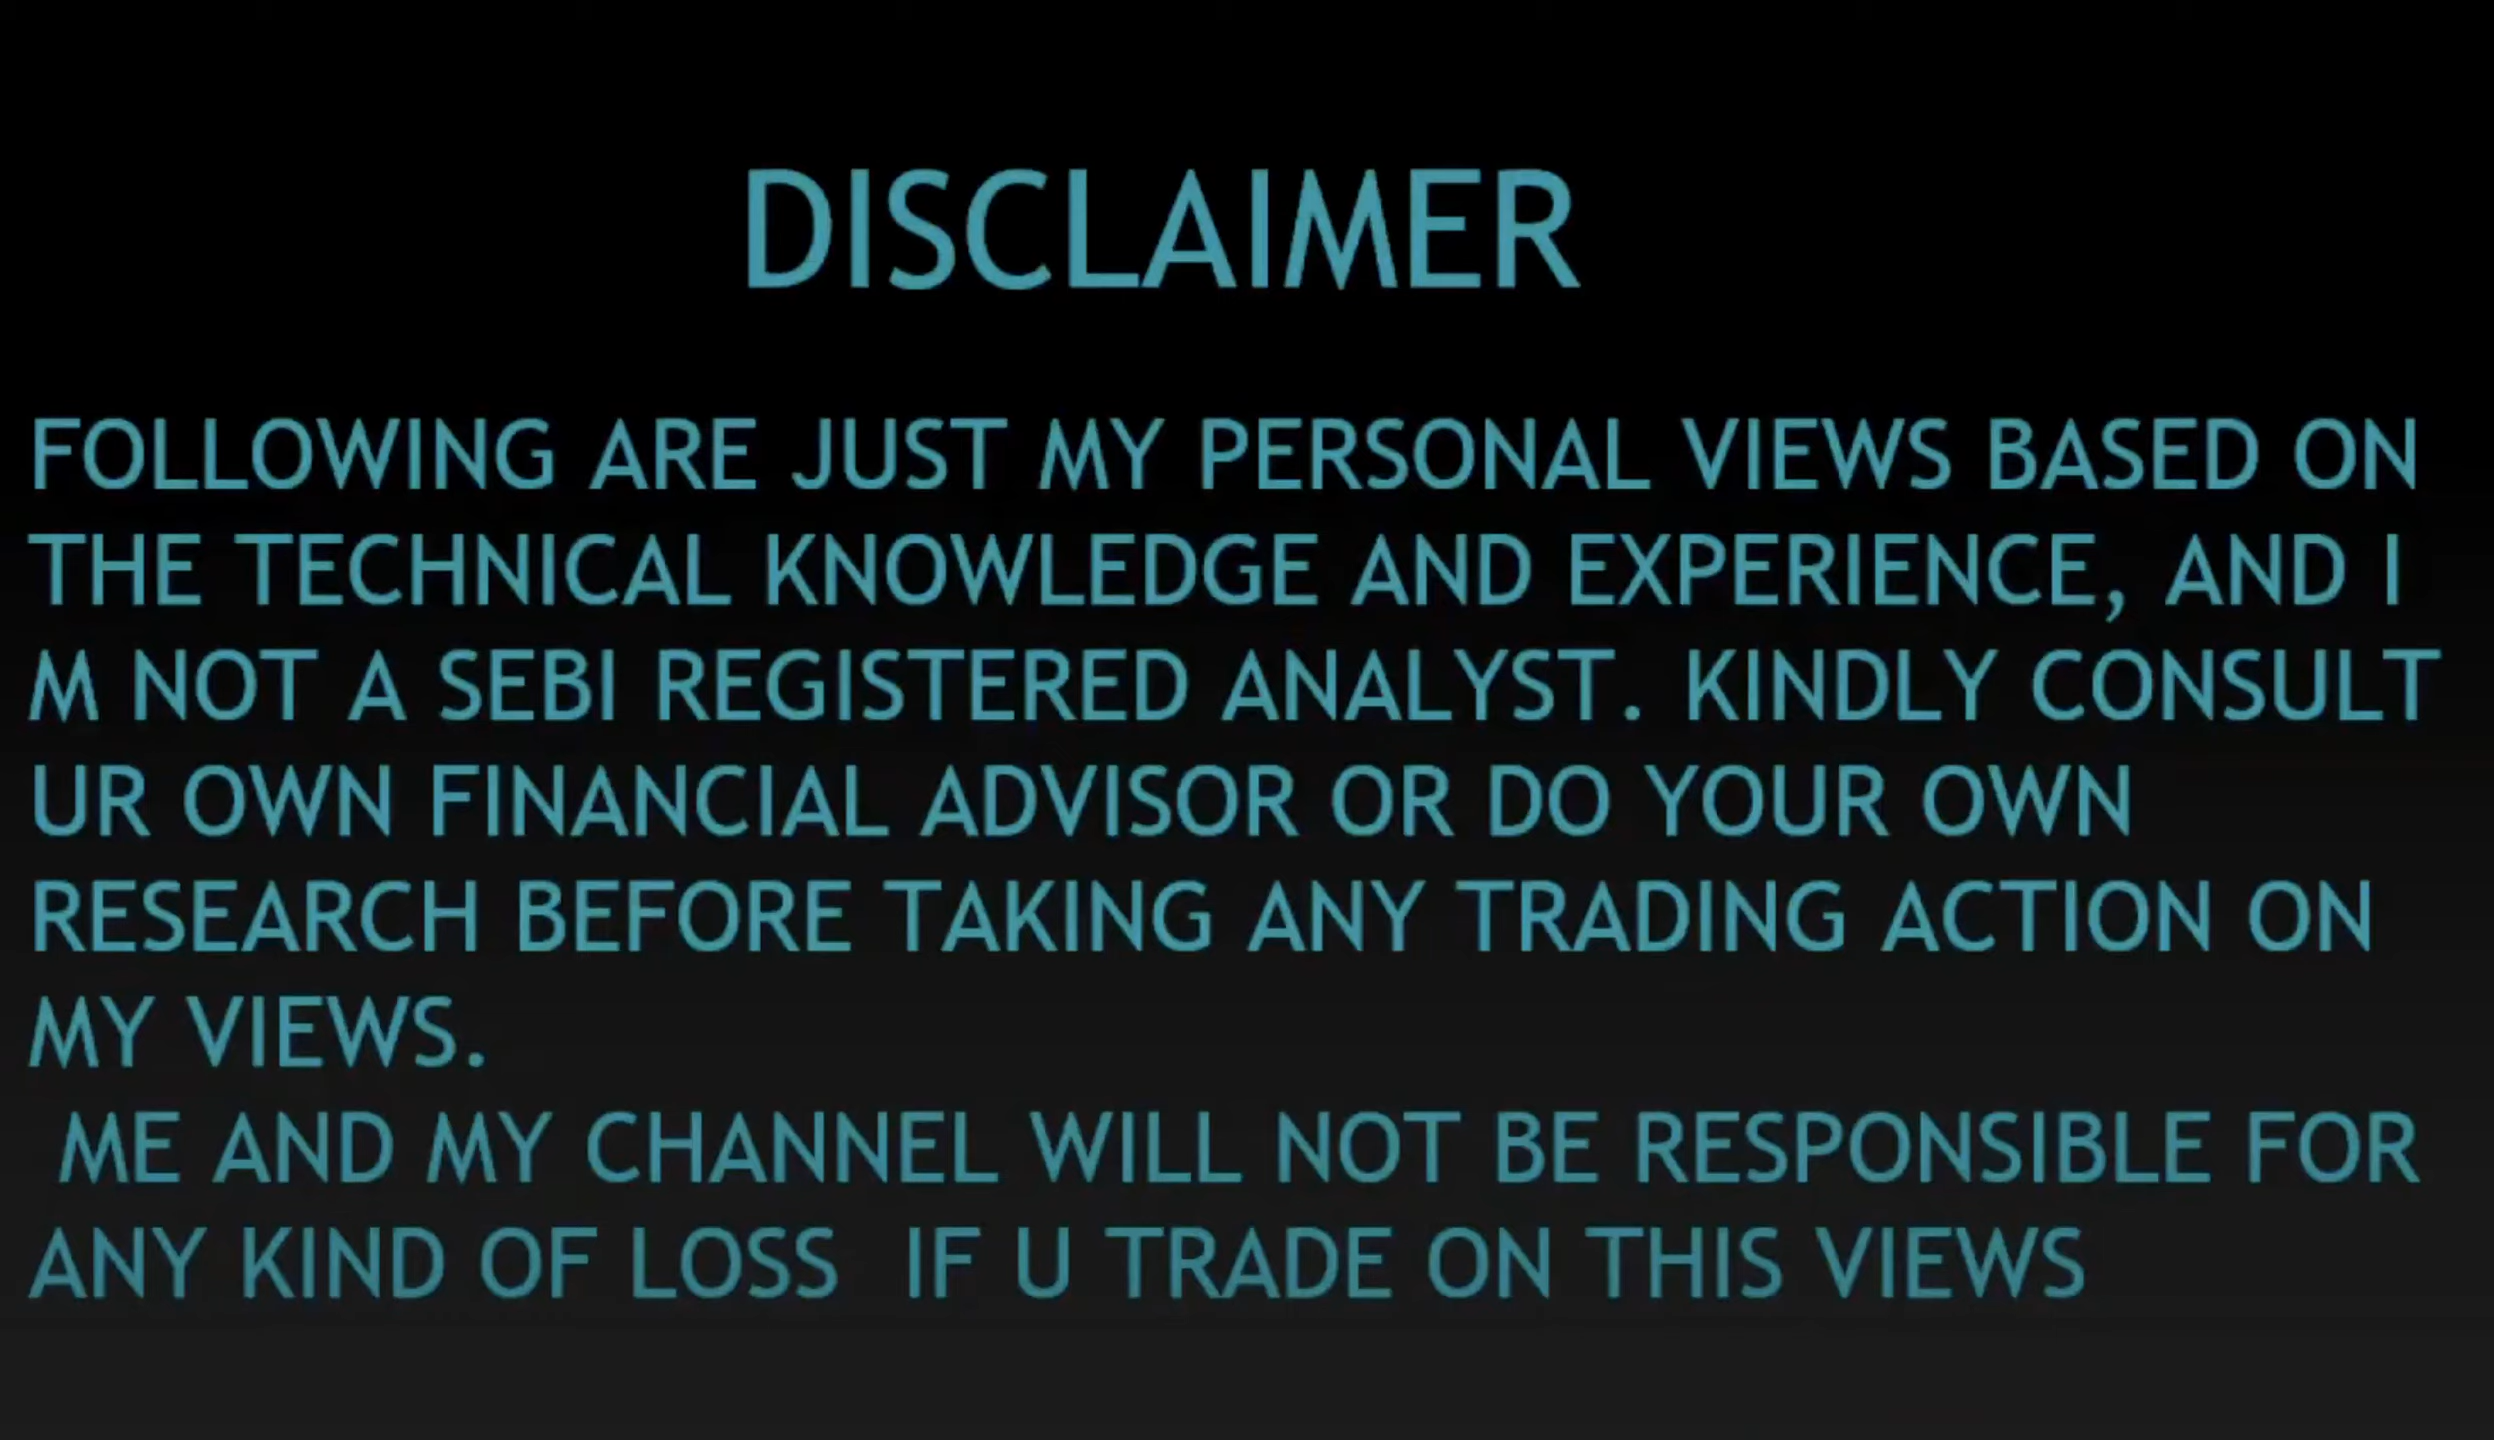 DISCLAIMER
FOLLOWING ARE JUST MY PERSONAL VIEWS BASED ON
THE TECHNICAL KNOWLEDGE AND EXPERIENCE, AND I
M NOT A SEBI REGISTERED ANALYST. KINDLY CONSULT
UR OWN FINANCIAL ADVISOR OR DO YOUR OWN
RESEARCH BEFORE TAKING ANY TRADING ACTION ON
MY VIEWS.
ME AND MY CHANNEL WILL NOT BE RESPONSIBLE FOR
ANY KIND OF LOSS  IF U TRADE ON THIS VIEWS